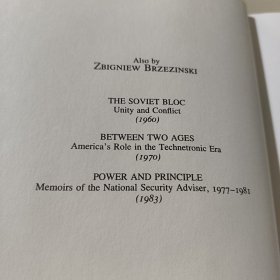 Also by
ZBIGNIEW BRZEZINSKI
THE SOVIET BLOC
Unity and Conflict
(1960)
BETWEEN TWO AGES
America's Role in the Technetronic Era
(1970)
POWER AND PRINCIPLE
Memoirs of the National Security Adviser, 1977–1981
(1983)